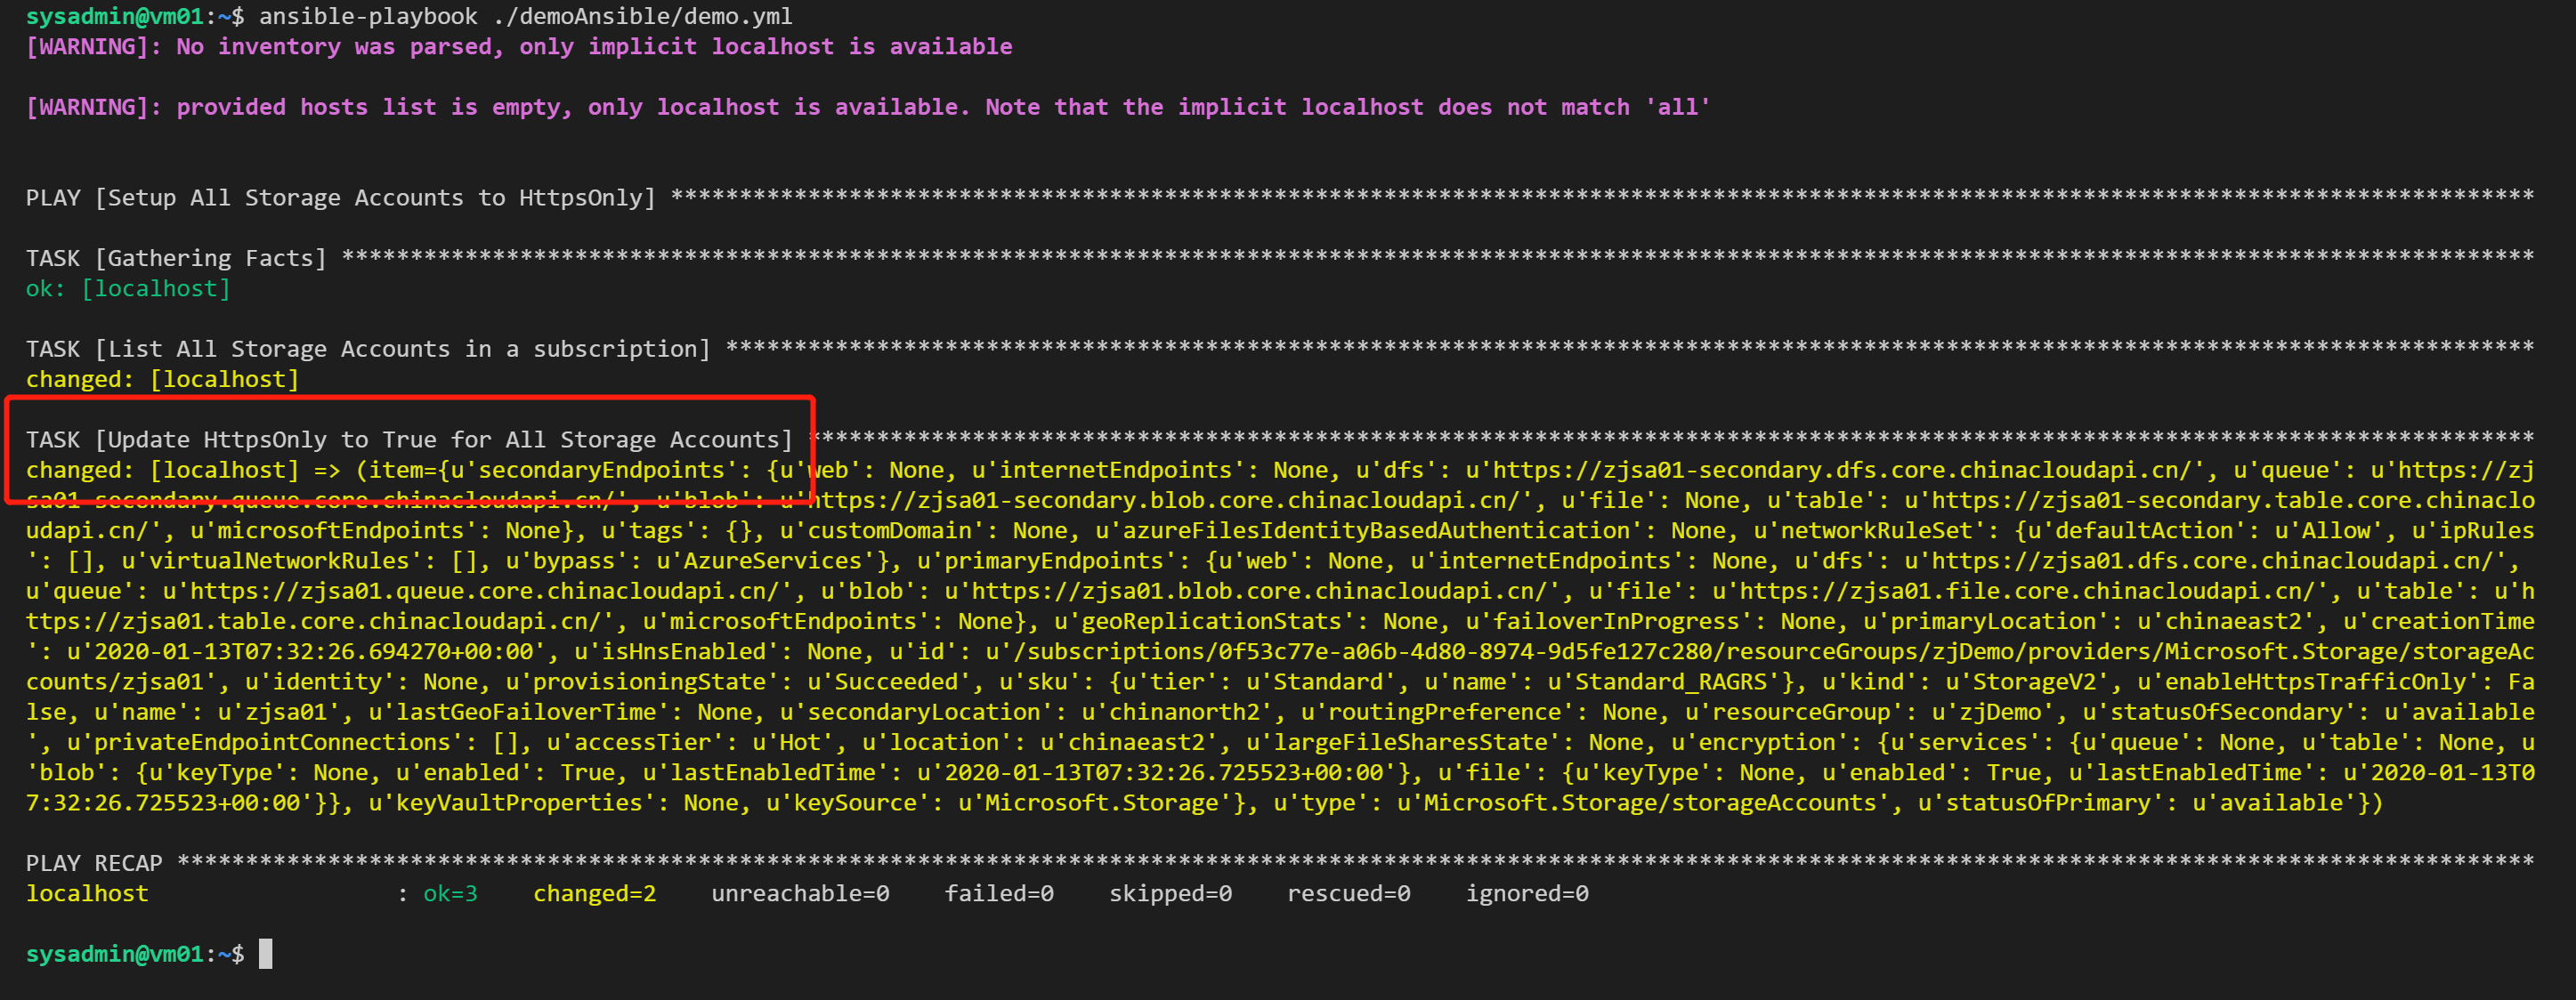 sysadmin@vm01:~$ ansible-playbook ./demoAnsible/demo.yml
[WARNING]: No inventory was parsed, only implicit localhost is available
[WARNING]: provided hosts list is empty, only localhost is available. Note that the implicit localhost does not match 'all'
PLAY [Setup All Storage Accounts to HttpsOnly] ****************************************************************************************************************************************
TASK [Gathering Facts] ****************************************************************************************************************************************************************
ok: [localhost]
TASK [List All Storage Accounts in a subscription] ************************************************************************************************************************************
changed: [localhost]
TASK [Update HttpsOnly to True for All Storage Accounts] ******************************************************************************************************************************
changed: [localhost] => (item={u'secondaryEndpoints': {u'web': None, u'internetEndpoints': None, u'dfs': u'https://zjsa01-secondary.dfs.core.chinacloudapi.cn/', u'queue': u'https://zj
sa01-secondary.queue.core.chinacloudapi.cn/', u'blob': u'https://zjsa01-secondary.blob.core.chinacloudapi.cn/', u'file': None, u'table': u'https://zjsa01-secondary.table.core.chinaclo
udapi.cn/', u'microsoftEndpoints': None}, u'tags': {}, u'customDomain': None, u'azureFilesIdentityBasedAuthentication': None, u'networkRuleSet': {u'defaultAction': u'Allow', u'ipRules
': [], u'virtualNetworkRules': [], u'bypass': u'AzureServices'}, u'primaryEndpoints': {u'web': None, u'internetEndpoints': None, u'dfs': u'https://zjsa01.dfs.core.chinacloudapi.cn/',
u'queue': u'https://zjsa01.queue.core.chinacloudapi.cn/', u'blob': u'https://zjsa01.blob.core.chinacloudapi.cn/', u'file': u'https://zjsa01.file.core.chinacloudapi.cn/', u'table': u'h
ttps://zjsa01.table.core.chinacloudapi.cn/', u'microsoftEndpoints': None}, u'geoReplicationStats': None, u'failoverInProgress': None, u'primaryLocation': u'chinaeast2', u'creationTime
': u'2020-01-13T07:32:26.694270+00:00', u'isHnsEnabled': None, u'id': u'/subscriptions/0f53c77e-a06b-4d80-8974-9d5fe127c280/resourceGroups/zjDemo/providers/Microsoft.Storage/storageAc
counts/zjsa01', u'identity': None, u'provisioningState': u'Succeeded', u'sku': {u'tier': u'Standard', u'name': u'Standard_RAGRS'}, u'kind': u'StorageV2', u'enableHttpsTrafficOnly': Fa
lse, u'name': u'zjsa01', u'lastGeoFailoverTime': None, u'secondaryLocation': u'chinanorth2', u'routingPreference': None, u'resourceGroup': u'zjDemo', u'statusOfSecondary': u'available
', u'privateEndpointConnections': [], u'accessTier': u'Hot', u'location': u'chinaeast2', u'largeFileSharesState': None, u'encryption': {u'services': {u'queue': None, u'table': None, u
'blob': {u'keyType': None, u'enabled': True, u'lastEnabledTime': u'2020-01-13T07:32:26.725523+00:00'}, u'file': {u'keyType': None, u'enabled': True, u'lastEnabledTime': u'2020-01-13T0
7:32:26.725523+00:00'}}, u'keyVaultProperties': None, u'keySource': u'Microsoft.Storage'}, u'type': u'Microsoft.Storage/storageAccounts', u'statusOfPrimary': u'available'})
PLAY RECAP ****************************************************************************************************************************************************************************
localhost                  : ok=3    changed=2    unreachable=0    failed=0    skipped=0    rescued=0    ignored=0
sysadmin@vm01:~$